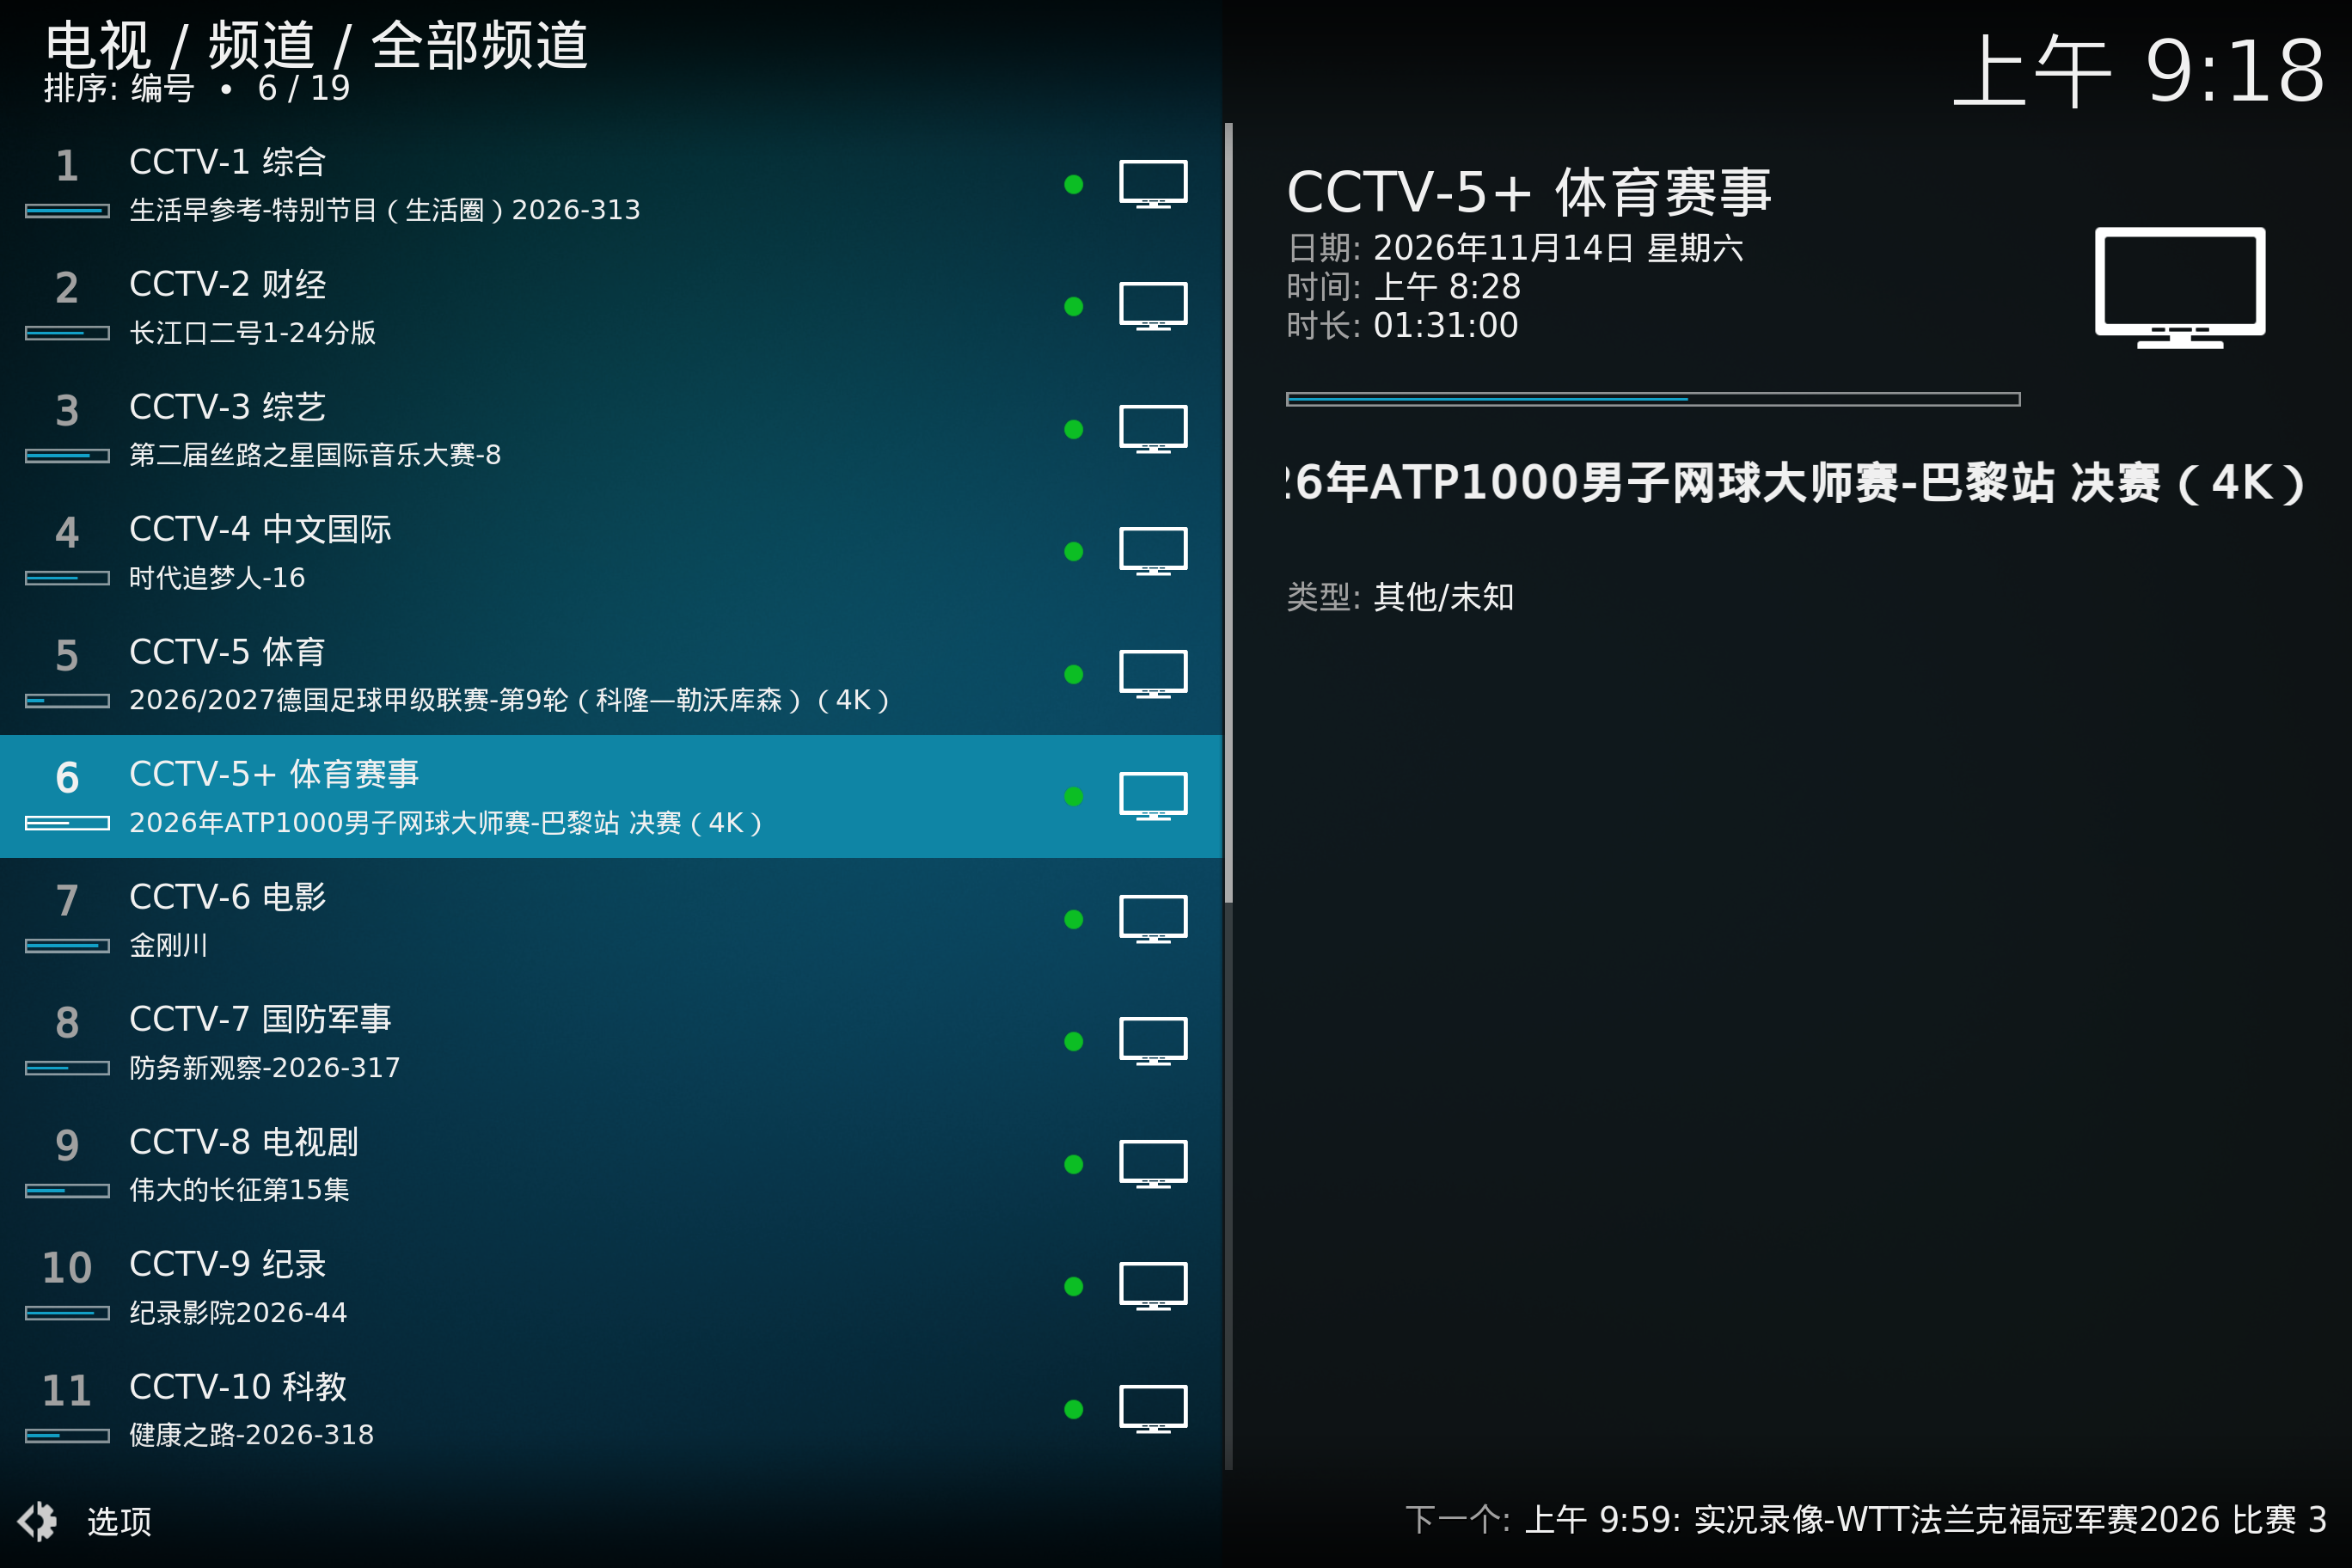 电视 / 频道 / 全部频道
排序: 编号 • 6 / 19
上午 9:18
1
CCTV-1 综合
生活早参考-特别节目（生活圈）2026-313
2
CCTV-2 财经
长江口二号1-24分版
3
CCTV-3 综艺
第二届丝路之星国际音乐大赛-8
4
CCTV-4 中文国际
时代追梦人-16
5
CCTV-5 体育
2026/2027德国足球甲级联赛-第9轮（科隆—勒沃库森）（4K）
6
CCTV-5+ 体育赛事
2026年ATP1000男子网球大师赛-巴黎站 决赛（4K）
7
CCTV-6 电影
金刚川
8
CCTV-7 国防军事
防务新观察-2026-317
9
CCTV-8 电视剧
伟大的长征第15集
10
CCTV-9 纪录
纪录影院2026-44
11
CCTV-10 科教
健康之路-2026-318
选项
CCTV-5+ 体育赛事
日期: 2026年11月14日 星期六
时间: 上午 8:28
时长: 01:31:00
26年ATP1000男子网球大师赛-巴黎站 决赛（4K）
类型: 其他/未知
下一个: 上午 9:59: 实况录像-WTT法兰克福冠军赛2026 比赛 3